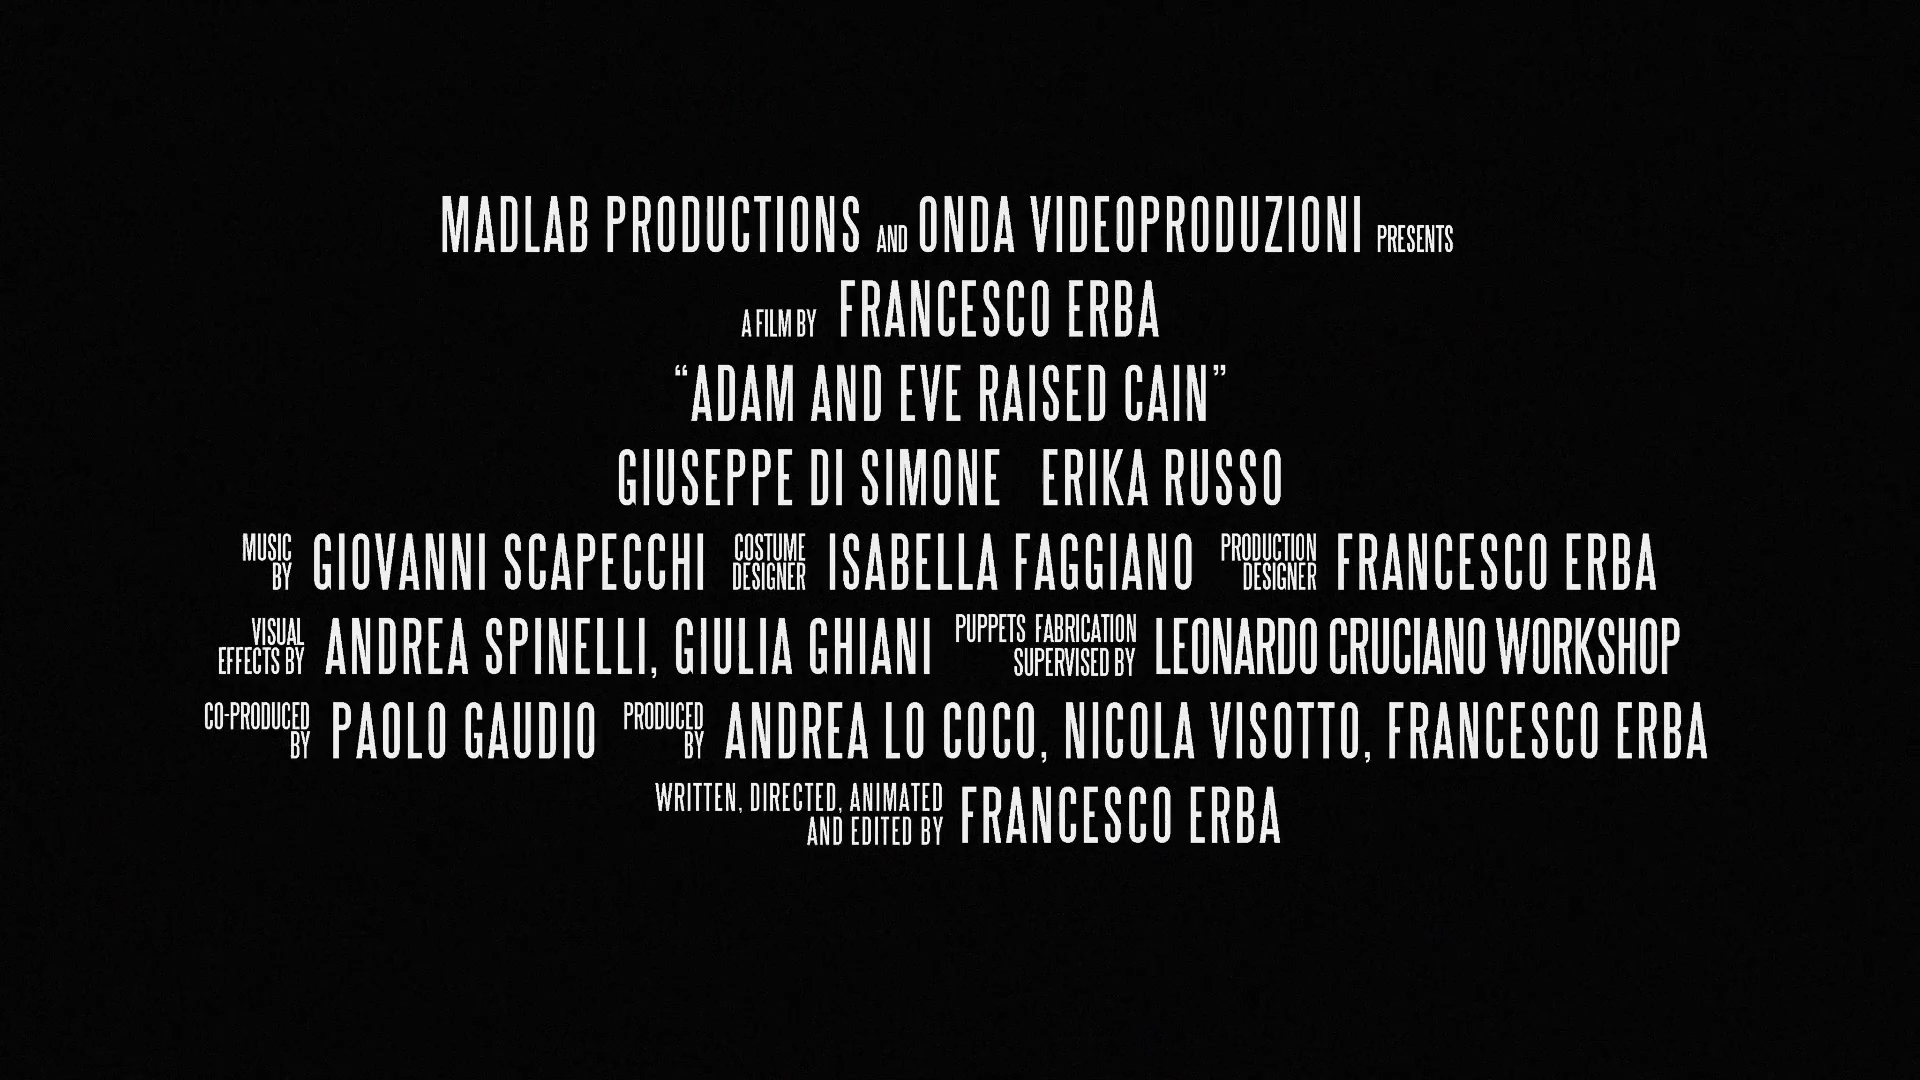 MADLAB PRODUCTIONS AND ONDA VIDEOPRODUZIONI PRESENTS
A FILM BY FRANCESCO ERBA
“ADAM AND EVE RAISED CAIN”
GIUSEPPE DI SIMONE ERIKA RUSSO
MUSIC BY GIOVANNI SCAPECCHI COSTUME DESIGNER ISABELLA FAGGIANO PRODUCTION DESIGNER FRANCESCO ERBA
VISUAL EFFECTS BY ANDREA SPINELLI, GIULIA GHIANI PUPPETS FABRICATION SUPERVISED BY LEONARDO CRUCIANO WORKSHOP
CO-PRODUCED BY PAOLO GAUDIO PRODUCED BY ANDREA LO COCO, NICOLA VISOTTO, FRANCESCO ERBA
WRITTEN, DIRECTED, ANIMATED AND EDITED BY FRANCESCO ERBA